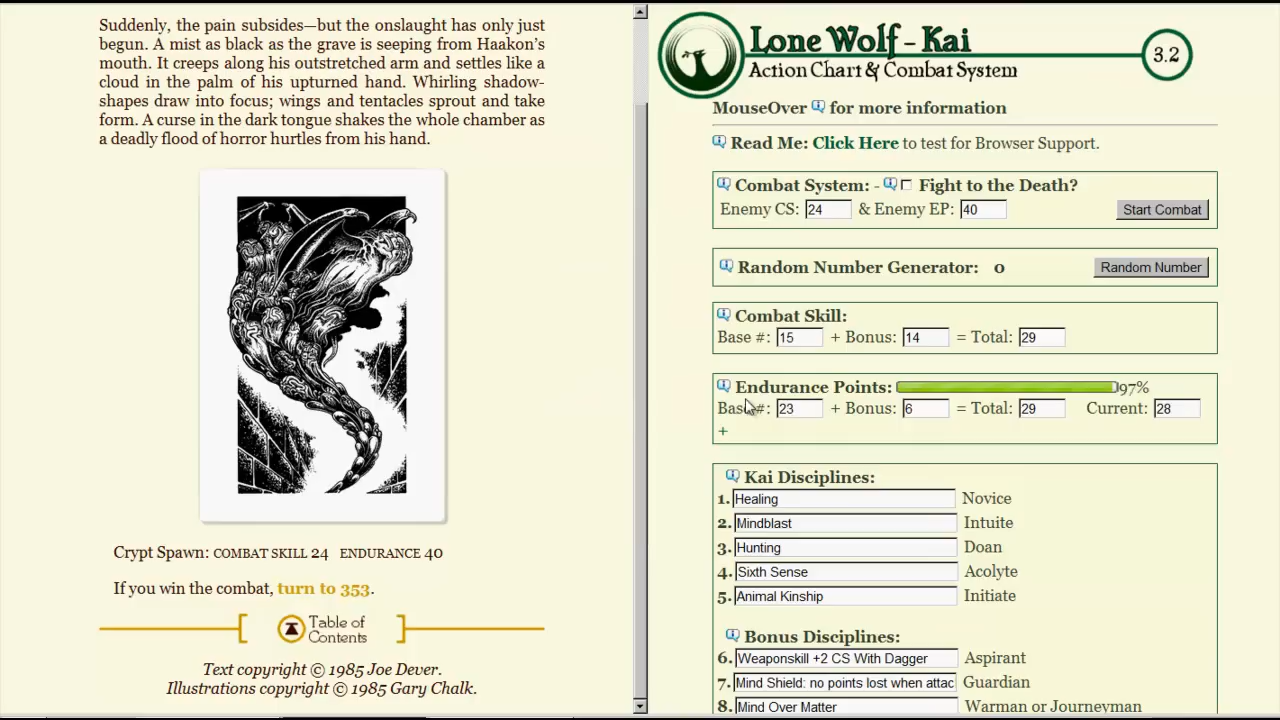 Suddenly, the pain subsides—but the onslaught has only just
begun. A mist as black as the grave is seeping from Haakon's
mouth. It creeps along his outstretched arm and settles like a
cloud in the palm of his upturned hand. Whirling shadow-
shapes draw into focus; wings and tentacles sprout and take
form. A curse in the dark tongue shakes the whole chamber as
a deadly flood of horror hurtles from his hand.
Crypt Spawn: COMBAT SKILL 24 ENDURANCE 40
If you win the combat, turn to 353.
Table of
Contents
Text copyright © 1985 Joe Dever.
Illustrations copyright © 1985 Gary Chalk.
Lone Wolf - Kai
Action Chart & Combat System
3.2
MouseOver for more information
Read Me: Click Here to test for Browser Support.
Combat System: - Fight to the Death?
Enemy CS: 24 & Enemy EP: 40 Start Combat
Random Number Generator: 0 Random Number
Combat Skill:
Base #: 15 + Bonus: 14 = Total: 29
Endurance Points: 97%
Base #: 23 + Bonus: 6 = Total: 29 Current: 28
+
Kai Disciplines:
1. Healing Novice
2. Mindblast Intuite
3. Hunting Doan
4. Sixth Sense Acolyte
5. Animal Kinship Initiate
Bonus Disciplines:
6. Weaponskill +2 CS With Dagger Aspirant
7. Mind Shield: no points lost when attac Guardian
8. Mind Over Matter Warman or Journeyman